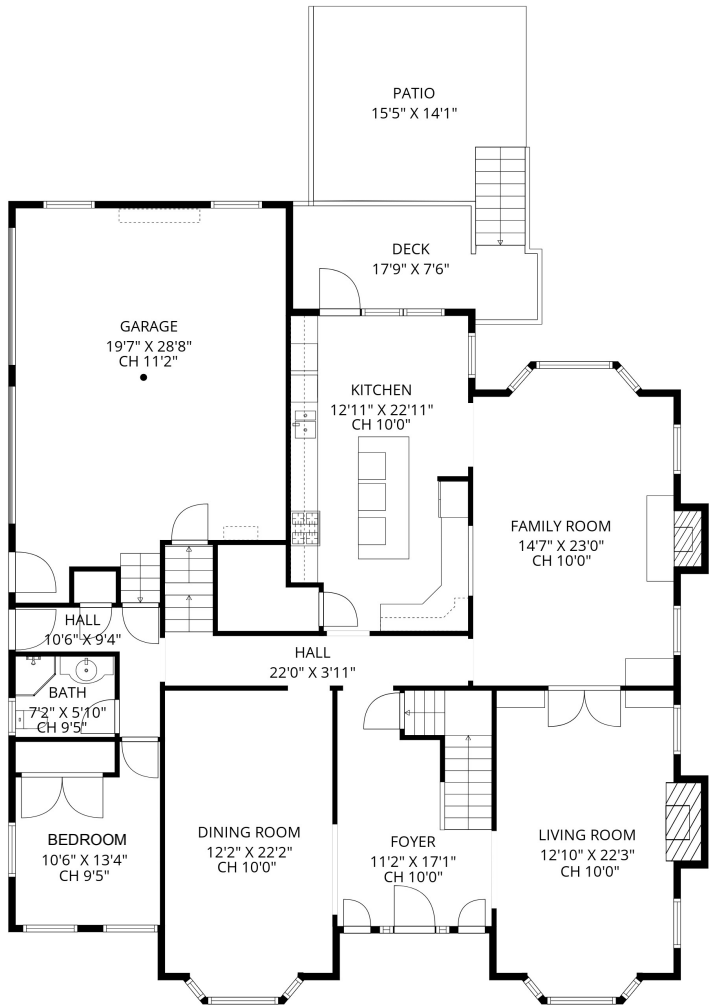 PATIO
15'5" X 14'1"
DECK
17'9" X 7'6"
GARAGE
19'7" X 28'8"
CH 11'2"
KITCHEN
12'11" X 22'11"
CH 10'0"
FAMILY ROOM
14'7" X 23'0"
CH 10'0"
HALL
10'6" X 9'4"
HALL
22'0" X 3'11"
BATH
7'2" X 5'10"
CH 9'5"
BEDROOM
10'6" X 13'4"
CH 9'5"
DINING ROOM
12'2" X 22'2"
CH 10'0"
FOYER
11'2" X 17'1"
CH 10'0"
LIVING ROOM
12'10" X 22'3"
CH 10'0"